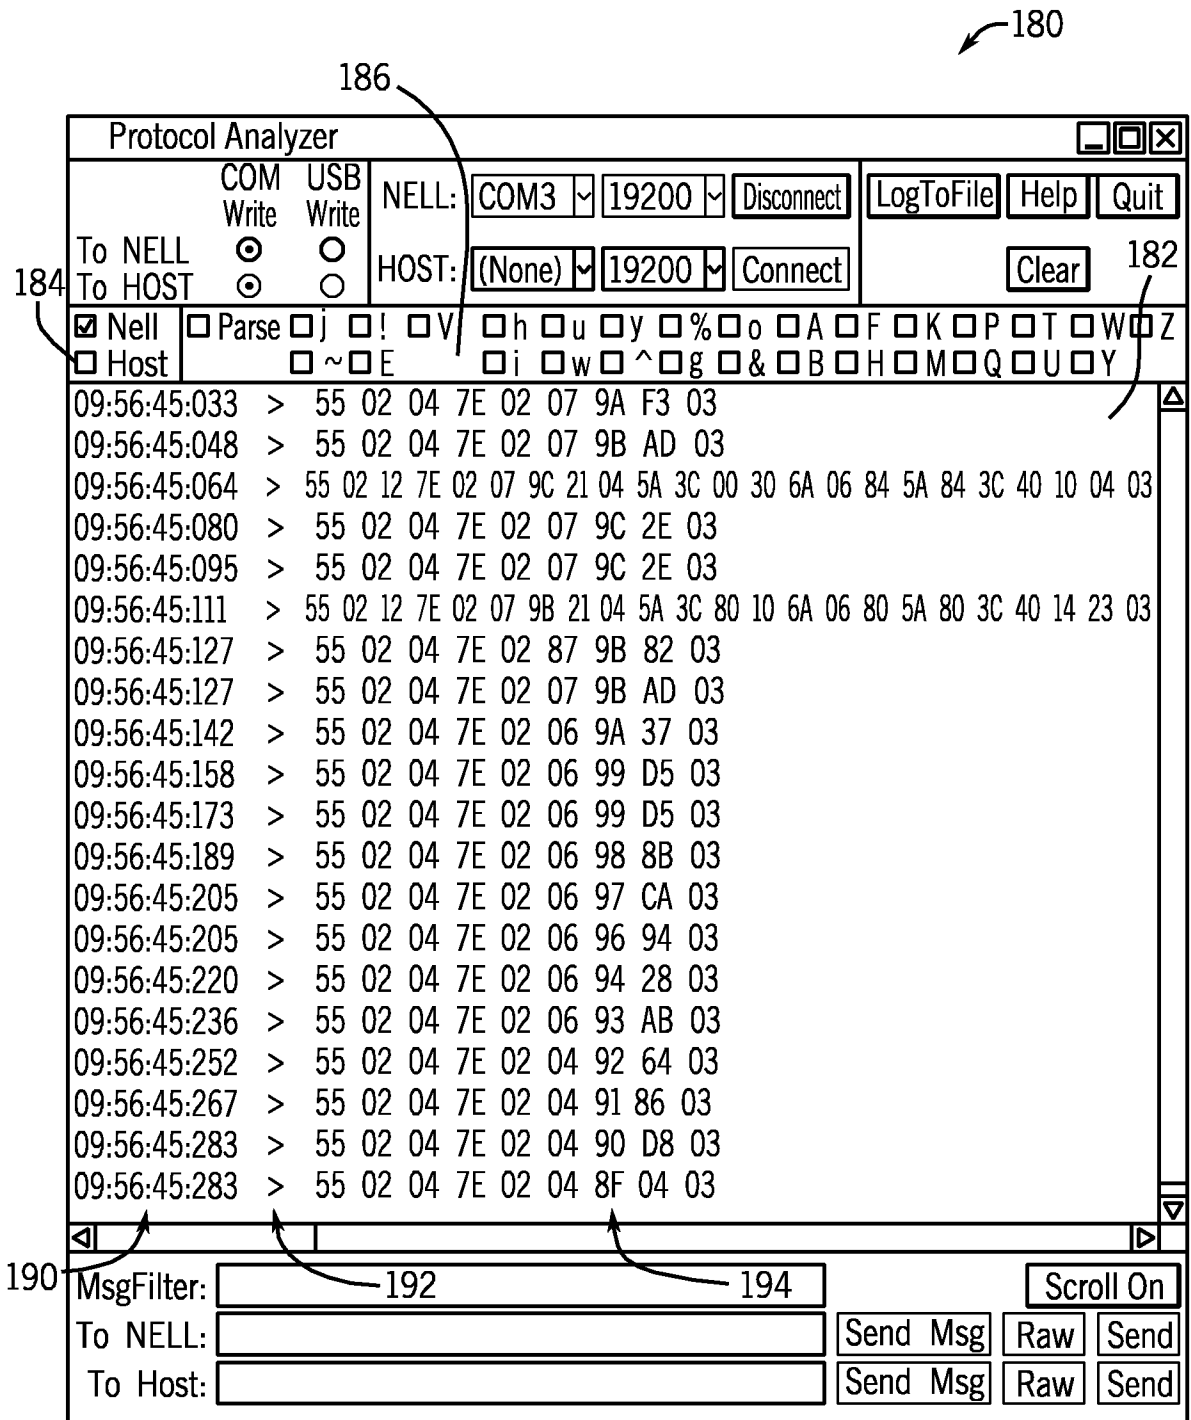 180
186
Protocol Analyzer
COM USB
Write Write
To NELL
To HOST
NELL: COM3 19200 Disconnect
HOST: (None) 19200 Connect
LogToFile Help Quit
Clear
182
184
Nell Parse j ! V h u y % o A F K P T W Z
Host ~ E i w ^ g & B H M Q U Y
09:56:45:033 > 55 02 04 7E 02 07 9A F3 03
09:56:45:048 > 55 02 04 7E 02 07 9B AD 03
09:56:45:064 > 55 02 12 7E 02 07 9C 21 04 5A 3C 00 30 6A 06 84 5A 84 3C 40 10 04 03
09:56:45:080 > 55 02 04 7E 02 07 9C 2E 03
09:56:45:095 > 55 02 04 7E 02 07 9C 2E 03
09:56:45:111 > 55 02 12 7E 02 07 9B 21 04 5A 3C 80 10 6A 06 80 5A 80 3C 40 14 23 03
09:56:45:127 > 55 02 04 7E 02 87 9B 82 03
09:56:45:127 > 55 02 04 7E 02 07 9B AD 03
09:56:45:142 > 55 02 04 7E 02 06 9A 37 03
09:56:45:158 > 55 02 04 7E 02 06 99 D5 03
09:56:45:173 > 55 02 04 7E 02 06 99 D5 03
09:56:45:189 > 55 02 04 7E 02 06 98 8B 03
09:56:45:205 > 55 02 04 7E 02 06 97 CA 03
09:56:45:205 > 55 02 04 7E 02 06 96 94 03
09:56:45:220 > 55 02 04 7E 02 06 94 28 03
09:56:45:236 > 55 02 04 7E 02 06 93 AB 03
09:56:45:252 > 55 02 04 7E 02 04 92 64 03
09:56:45:267 > 55 02 04 7E 02 04 91 86 03
09:56:45:283 > 55 02 04 7E 02 04 90 D8 03
09:56:45:283 > 55 02 04 7E 02 04 8F 04 03
190
MsgFilter: 192 194 Scroll On
To NELL: Send Msg Raw Send
To Host: Send Msg Raw Send